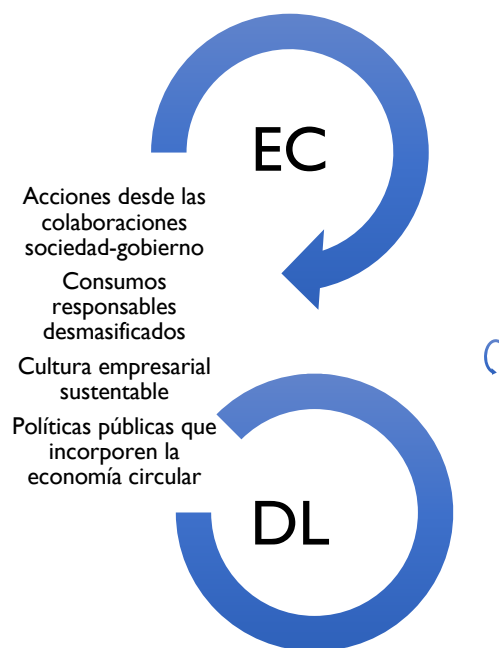 EC
Acciones desde las
colaboraciones
sociedad-gobierno
Consumos
responsables
desmasificados
Cultura empresarial
sustentable
Políticas públicas que
incorporen la
economía circular
DL